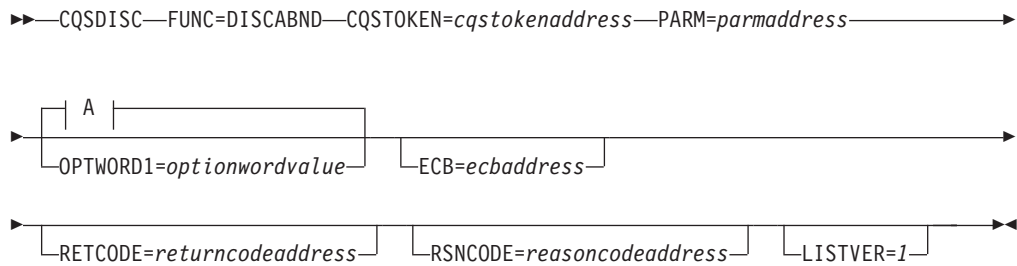 CQSDISC FUNC=DISCABND CQSTOKEN=cqstokenaddress PARM=parmaddress
A
OPTWORD1=optionwordvalue ECB=ecbaddress
RETCODE=returncodeaddress RSNCODE=reasoncodeaddress LISTVER=1